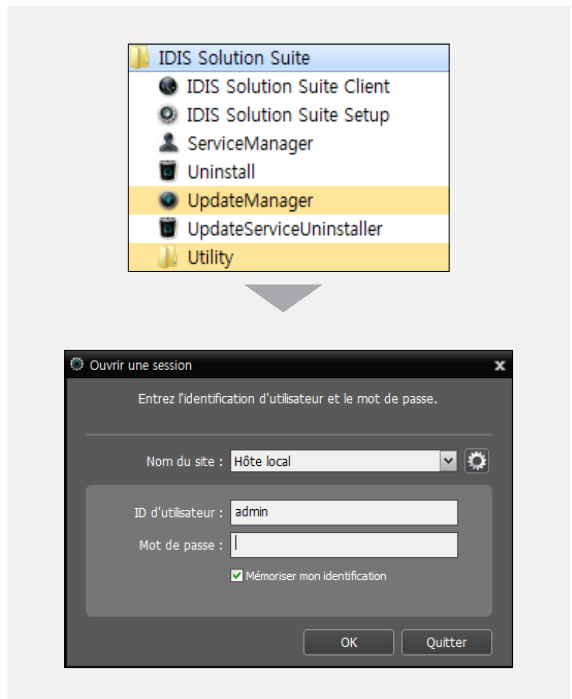 IDIS Solution Suite
IDIS Solution Suite Client
IDIS Solution Suite Setup
ServiceManager
Uninstall
UpdateManager
UpdateServiceUninstaller
Utility
Ouvrir une session
x
Entrez l'identification d'utilisateur et le mot de passe.
Nom du site : Hôte local
ID d'utilisateur : admin
Mot de passe :
Mémoriser mon identification
OK Quitter